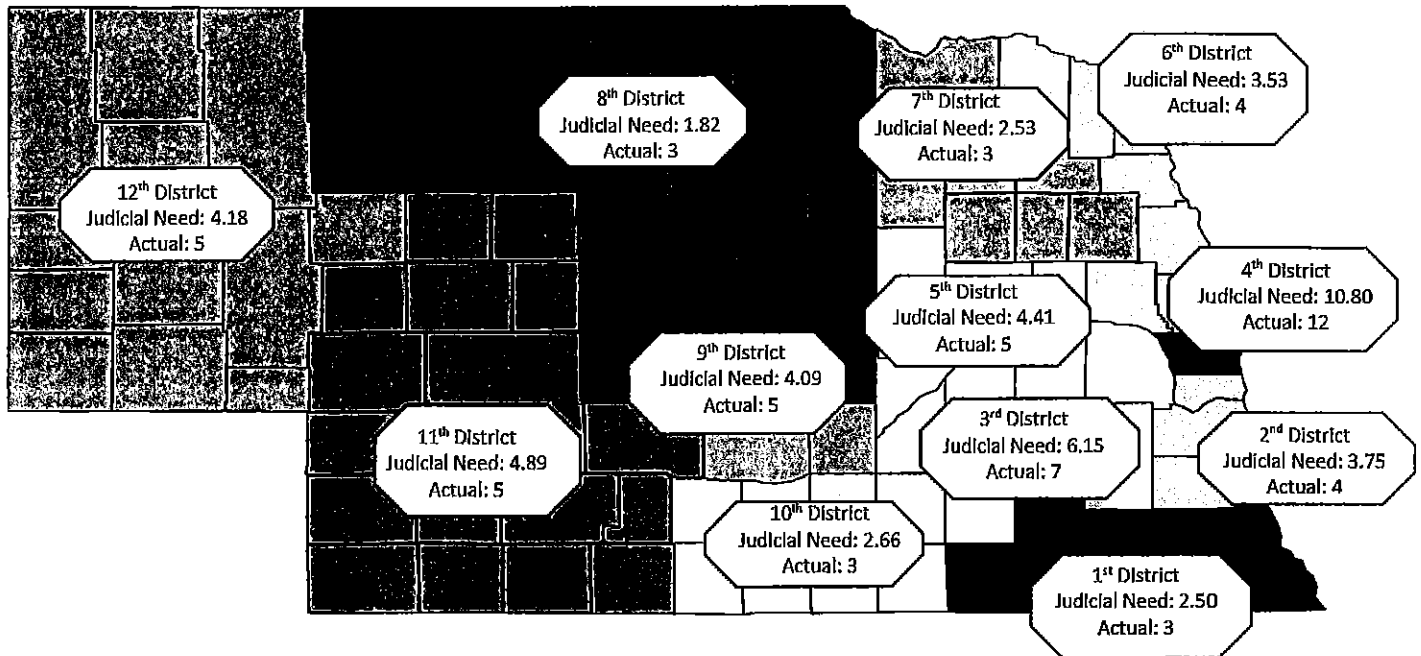 6th District
Judicial Need: 3.53
Actual: 4
8th District
Judicial Need: 1.82
Actual: 3
7th District
Judicial Need: 2.53
Actual: 3
12th District
Judicial Need: 4.18
Actual: 5
4th District
Judicial Need: 10.80
Actual: 12
5th District
Judicial Need: 4.41
Actual: 5
9th District
Judicial Need: 4.09
Actual: 5
11th District
Judicial Need: 4.89
Actual: 5
3rd District
Judicial Need: 6.15
Actual: 7
2nd District
Judicial Need: 3.75
Actual: 4
10th District
Judicial Need: 2.66
Actual: 3
1st District
Judicial Need: 2.50
Actual: 3